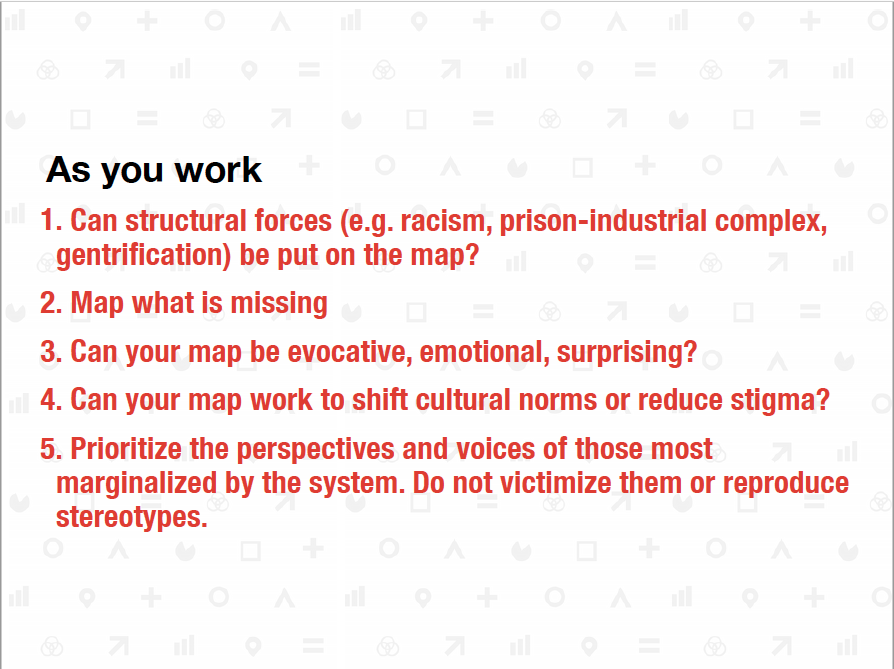 As you work
1. Can structural forces (e.g. racism, prison-industrial complex,
gentrification) be put on the map?
2. Map what is missing
3. Can your map be evocative, emotional, surprising?
4. Can your map work to shift cultural norms or reduce stigma?
5. Prioritize the perspectives and voices of those most
marginalized by the system. Do not victimize them or reproduce
stereotypes.